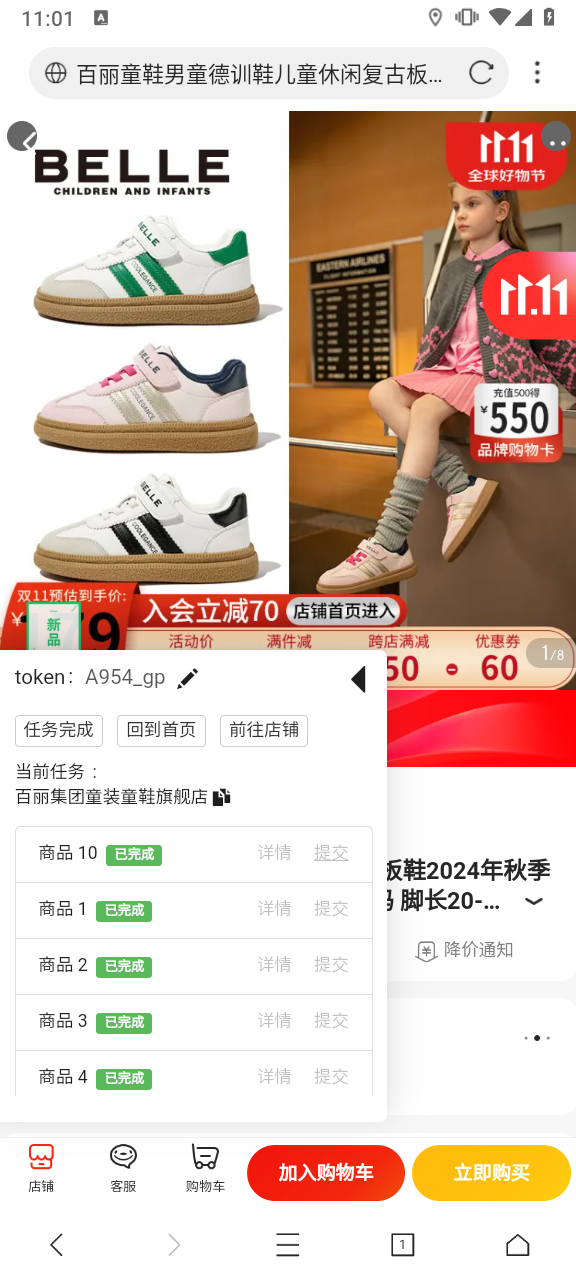 11:01
A
百丽童鞋男童德训鞋儿童休闲复古板...
BELLE
CHILDREN AND INFANTS
11.11
全球好物节
EASTERN AIRLINES
11.11
BELLE
COOLEGANCE
充值500得
¥550
品牌购物卡
BELLE
COOLEGANCE
BELLE
COOLEGANCE
双11预估到手价:
¥ 9
新品
入会立减70 店铺首页进入
活动价 满件减 跨店满减 优惠券
50 - 60
1/8
token: A954_gp
任务完成 回到首页 前往店铺
当前任务 :
百丽集团童装童鞋旗舰店
商品 10 已完成 详情 提交
板鞋2024年秋季
脚长20-...
商品 1 已完成 详情 提交
降价通知
商品 2 已完成 详情 提交
商品 3 已完成 详情 提交
商品 4 已完成 详情 提交
店铺 客服 购物车 加入购物车 立即购买
1